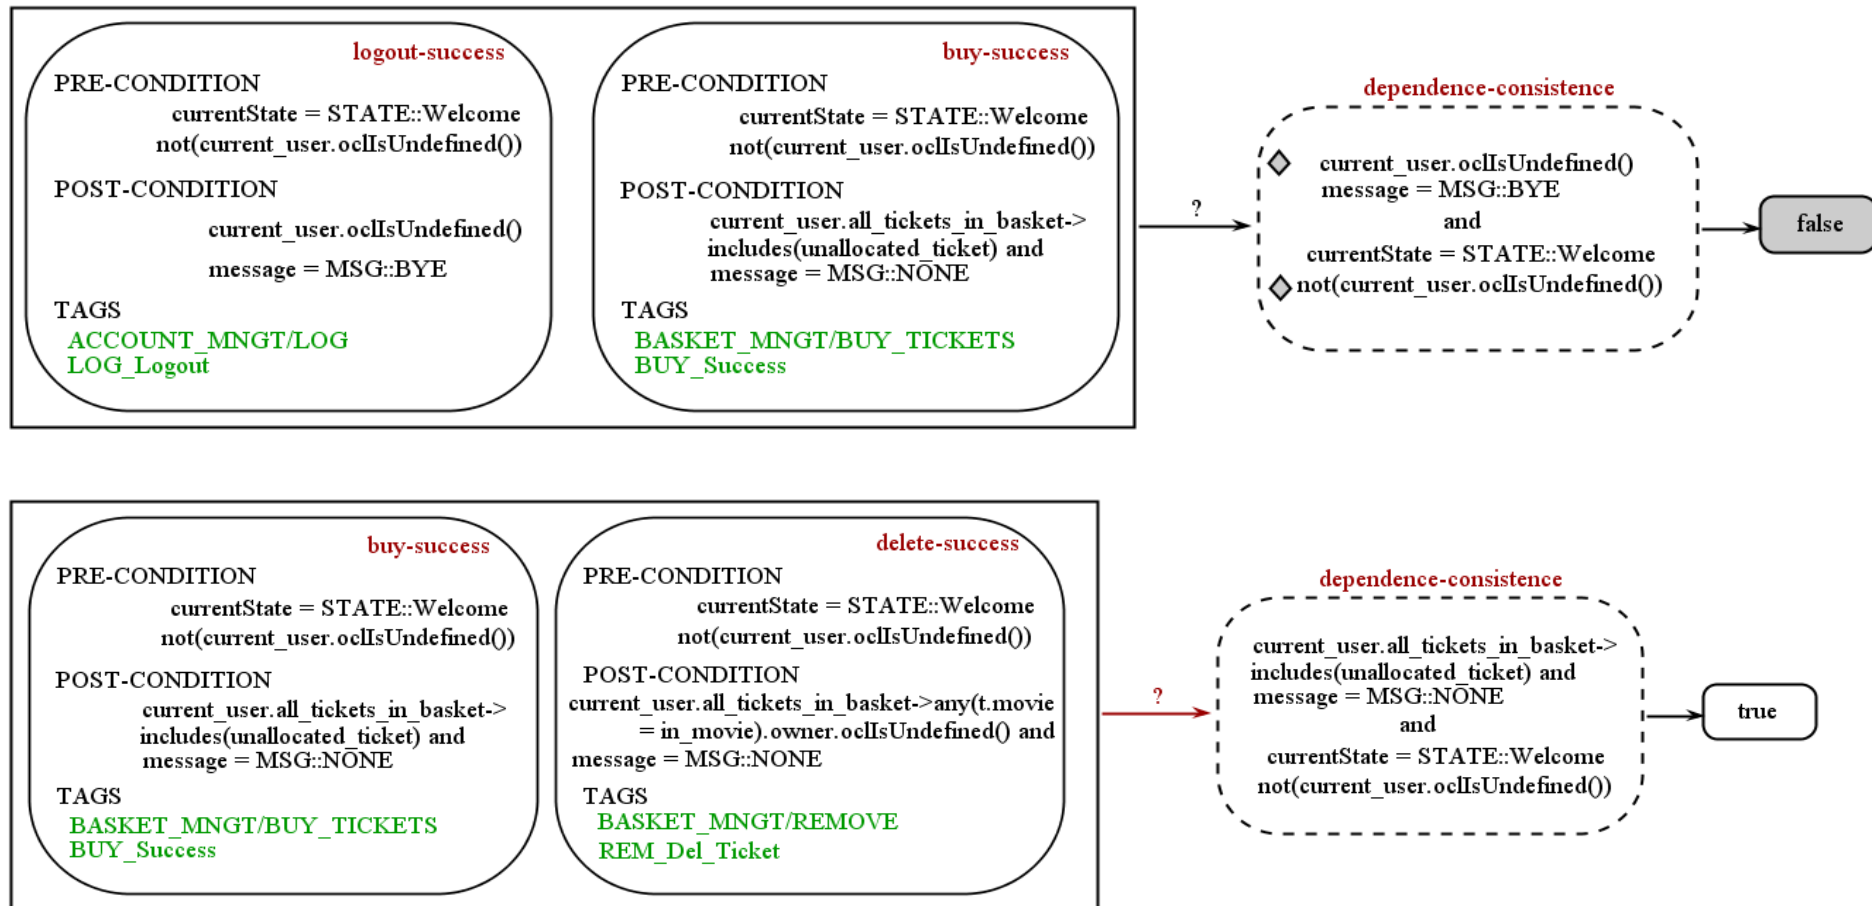 logout-success
PRE-CONDITION
currentState = STATE::Welcome
not(current_user.oclIsUndefined())
POST-CONDITION
current_user.oclIsUndefined()
message = MSG::BYE
TAGS
ACCOUNT_MNGT/LOG
LOG_Logout
buy-success
PRE-CONDITION
currentState = STATE::Welcome
not(current_user.oclIsUndefined())
POST-CONDITION
current_user.all_tickets_in_basket->
includes(unallocated_ticket) and
message = MSG::NONE
TAGS
BASKET_MNGT/BUY_TICKETS
BUY_Success
?
dependence-consistence
current_user.oclIsUndefined()
message = MSG::BYE
and
currentState = STATE::Welcome
not(current_user.oclIsUndefined())
false
buy-success
PRE-CONDITION
currentState = STATE::Welcome
not(current_user.oclIsUndefined())
POST-CONDITION
current_user.all_tickets_in_basket->
includes(unallocated_ticket) and
message = MSG::NONE
TAGS
BASKET_MNGT/BUY_TICKETS
BUY_Success
delete-success
PRE-CONDITION
currentState = STATE::Welcome
not(current_user.oclIsUndefined())
POST-CONDITION
current_user.all_tickets_in_basket->any(t.movie
= in_movie).owner.oclIsUndefined() and
message = MSG::NONE
TAGS
BASKET_MNGT/REMOVE
REM_Del_Ticket
?
dependence-consistence
current_user.all_tickets_in_basket->
includes(unallocated_ticket) and
message = MSG::NONE
and
currentState = STATE::Welcome
not(current_user.oclIsUndefined())
true